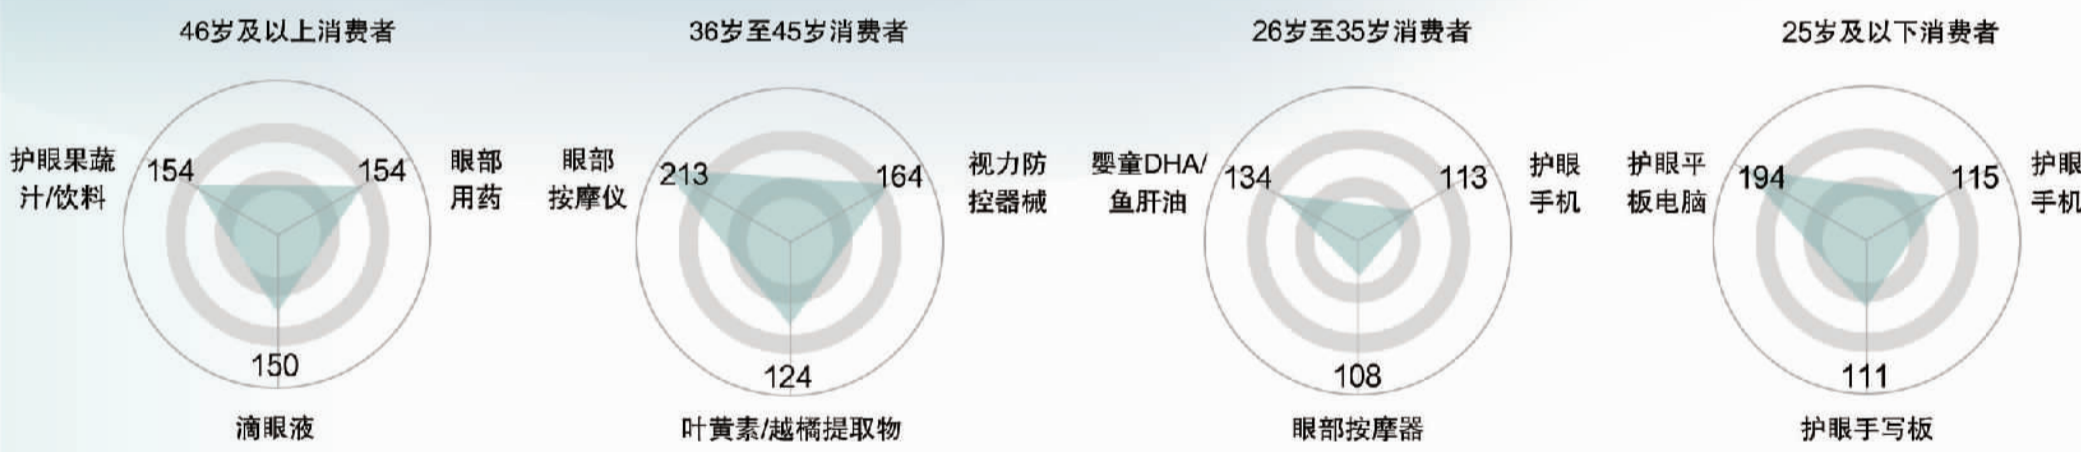 46岁及以上消费者
护眼果蔬
汁/饮料
154
154
眼部
用药
150
滴眼液
36岁至45岁消费者
眼部
按摩仪
213
164
视力防
控器械
124
叶黄素/越橘提取物
26岁至35岁消费者
婴童DHA/
鱼肝油
134
113
护眼
手机
108
眼部按摩器
25岁及以下消费者
护眼平
板电脑
194
115
护眼
手机
111
护眼手写板